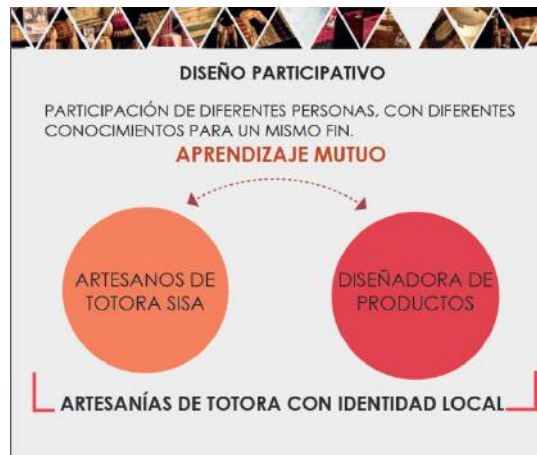 DISEÑO PARTICIPATIVO
PARTICIPACIÓN DE DIFERENTES PERSONAS, CON DIFERENTES
CONOCIMIENTOS PARA UN MISMO FIN.
APRENDIZAJE MUTUO
ARTESANOS DE
TOTORA SISA
DISEÑADORA DE
PRODUCTOS
ARTESANÍAS DE TOTORA CON IDENTIDAD LOCAL